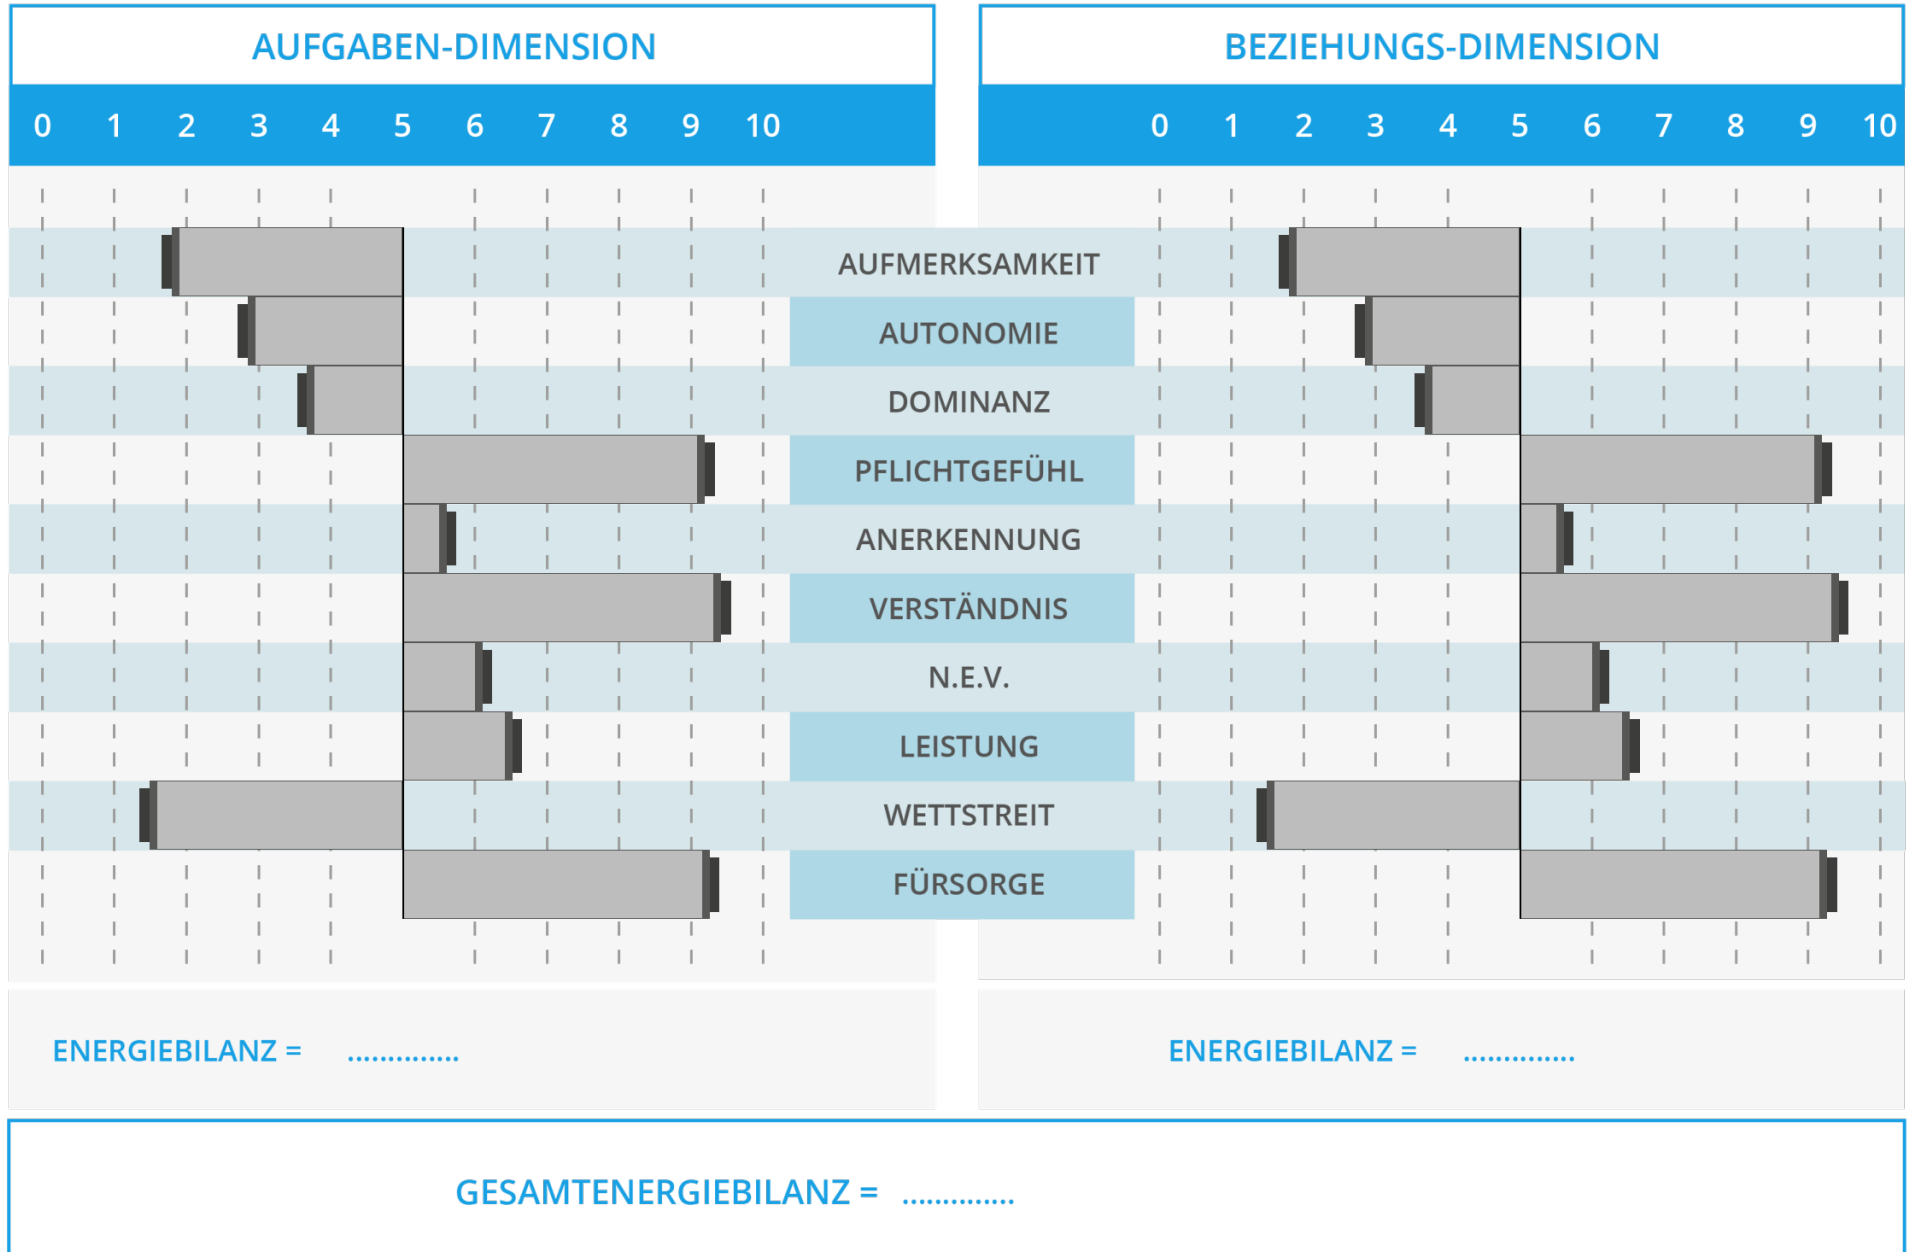 AUFGABEN-DIMENSION
BEZIEHUNGS-DIMENSION
0 1 2 3 4 5 6 7 8 9 10
0 1 2 3 4 5 6 7 8 9 10
AUFMERKSAMKEIT
AUTONOMIE
DOMINANZ
PFLICHTGEFÜHL
ANERKENNUNG
VERSTÄNDNIS
N.E.V.
LEISTUNG
WETTSTREIT
FÜRSORGE
ENERGIEBILANZ = ..............
ENERGIEBILANZ = ..............
GESAMTENERGIEBILANZ = ..............